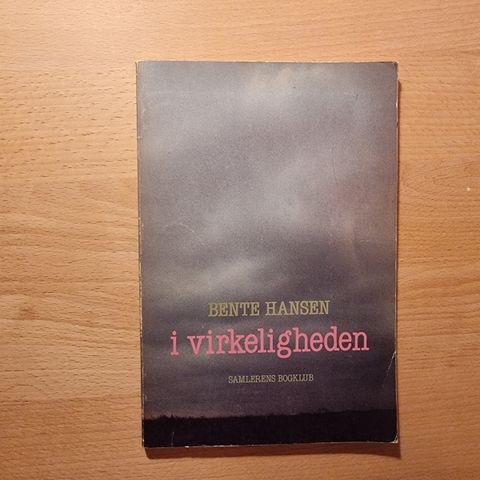 BENTE HANSEN
i virkeligheden
SAMLERENS BOGKLUB